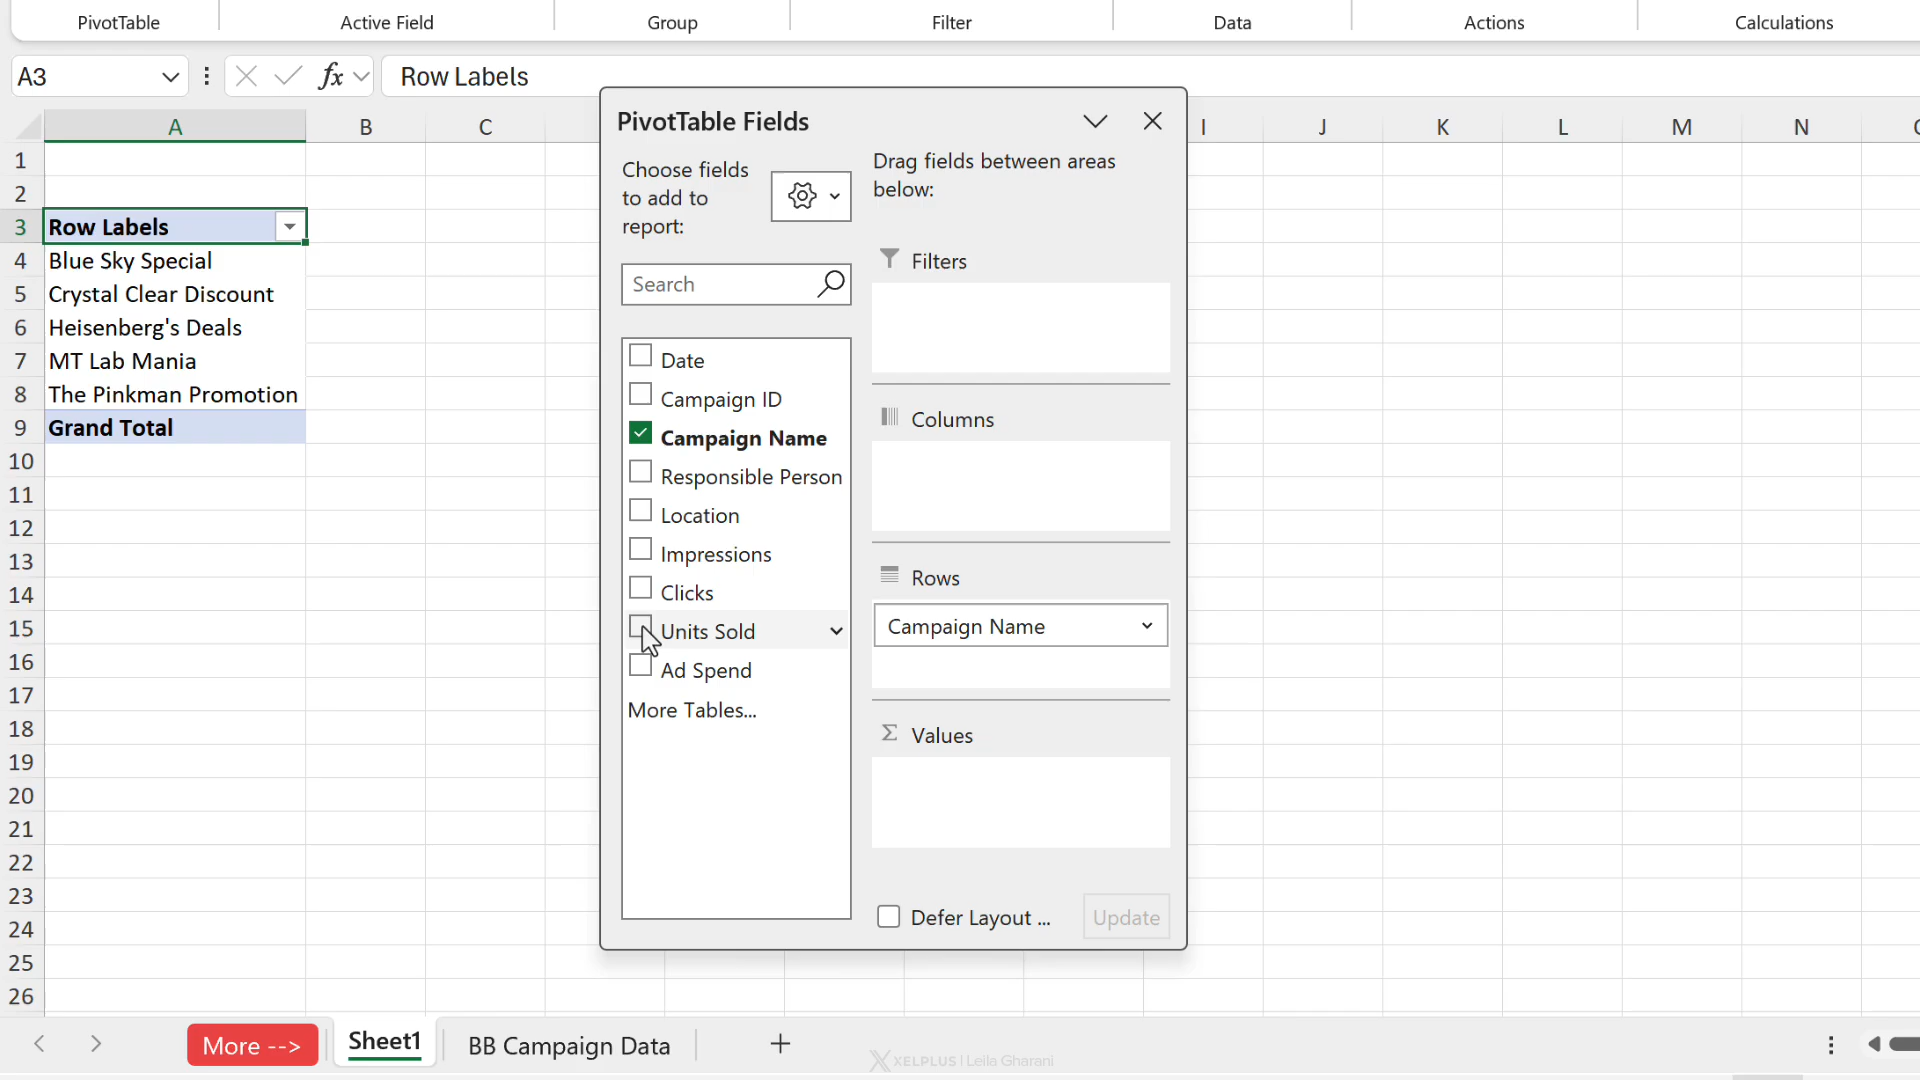 PivotTable
Active Field
Group
Filter
Data
Actions
Calculations
A3
fx
Row Labels
A
B
C
I
J
K
L
M
N
1
2
3 Row Labels
4 Blue Sky Special
5 Crystal Clear Discount
6 Heisenberg's Deals
7 MT Lab Mania
8 The Pinkman Promotion
9 Grand Total
10
11
12
13
14
15
16
17
18
19
20
21
22
23
24
25
26
PivotTable Fields
Choose fields
to add to
report:
Search
Date
Campaign ID
Campaign Name
Responsible Person
Location
Impressions
Clicks
Units Sold
Ad Spend
More Tables...
Drag fields between areas
below:
Filters
Columns
Rows
Campaign Name
Σ Values
Defer Layout ...
Update
More -->
Sheet1
BB Campaign Data
XELPLUS | Leila Gharani